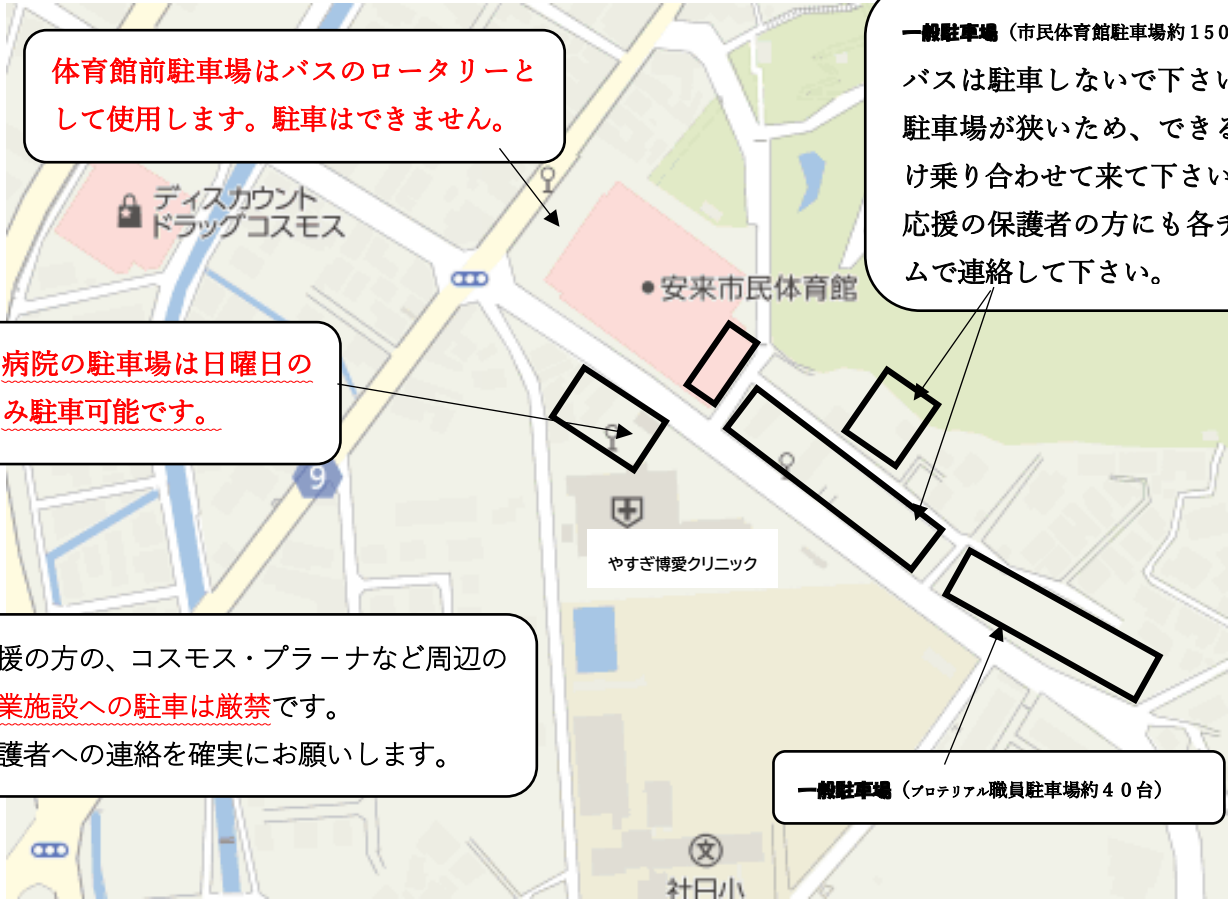 体育館前駐車場はバスのロータリーと
して使用します。駐車はできません。
一般駐車場（市民体育館駐車場約１５０
バスは駐車しないで下さい
駐車場が狭いため、できる
け乗り合わせて来て下さい
応援の保護者の方にも各チ
ムで連絡して下さい。
ディスカウント
ドラッグコスモス
安来市民体育館
病院の駐車場は日曜日の
み駐車可能です。
9
やすぎ博愛クリニック
援の方の、コスモス・プラーナなど周辺の
業施設への駐車は厳禁です。
護者への連絡を確実にお願いします。
一般駐車場（プロテリアル職員駐車場約４０台）
文
社日小